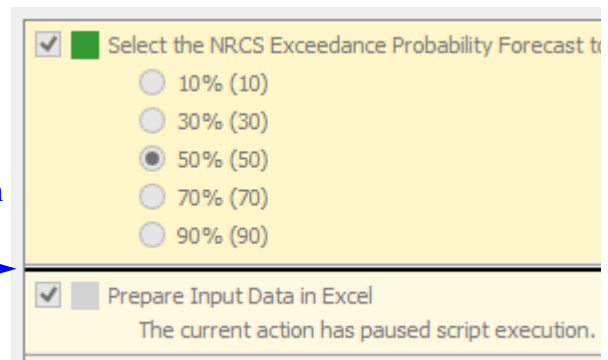 Select the NRCS Exceedance Probability Forecast to
10% (10)
30% (30)
50% (50)
70% (70)
90% (90)
Prepare Input Data in Excel
The current action has paused script execution.